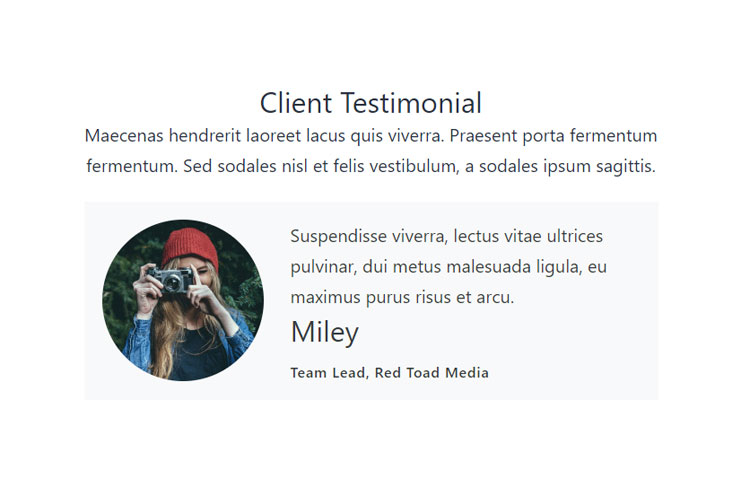 Client Testimonial
Maecenas hendrerit laoreet lacus quis viverra. Praesent porta fermentum
fermentum. Sed sodales nisl et felis vestibulum, a sodales ipsum sagittis.
Suspendisse viverra, lectus vitae ultrices
pulvinar, dui metus malesuada ligula, eu
maximus purus risus et arcu.
Miley
Team Lead, Red Toad Media